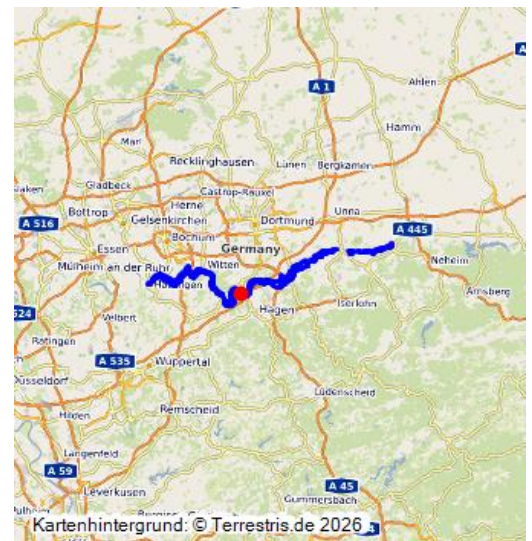 A 1
Ahlen
Hamm
Marl
Recklinghausen
Lünen
Bergkamen
Gladbeck
Castrop-Rauxel
Bottrop
Herne
Unna
A 516
Gelsenkirchen
Dortmund
A 445
Bochum
Essen
Germany
Neheim
Mülheim an der Ruhr
Witten
Hattingen
Arnsberg
Hagen
Iserlohn
524
Velbert
Ratingen
A 535
Wuppertal
Düsseldorf
Lüdenscheid
Hilden
Remscheid
Langenfeld
A 59
A 45
Leverkusen
Gummersbach
Kartenhintergrund: © Terrestris.de 2026